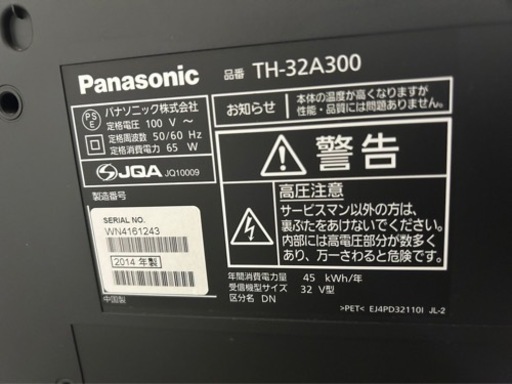 Panasonic 品番 TH-32A300
PS E
パナソニック株式会社
定格電圧 100 V ～
定格周波数 50/60 Hz
定格消費電力 65 W
お知らせ
本体の温度が高くなりますが
性能・品質には問題ありません。
JQA JQ10009
製造番号
SERIAL NO.
WN4161243
2014 年製
中国製
警告
高圧注意
サービスマン以外の方は、
裏ぶたをあけないでください。
内部には高電圧部分が数多く
あり、万一さわると危険です。
年間消費電力量 45 kWh/年
受信機型サイズ 32 V型
区分名 DN
>PET< EJ4PD32110I JL-2